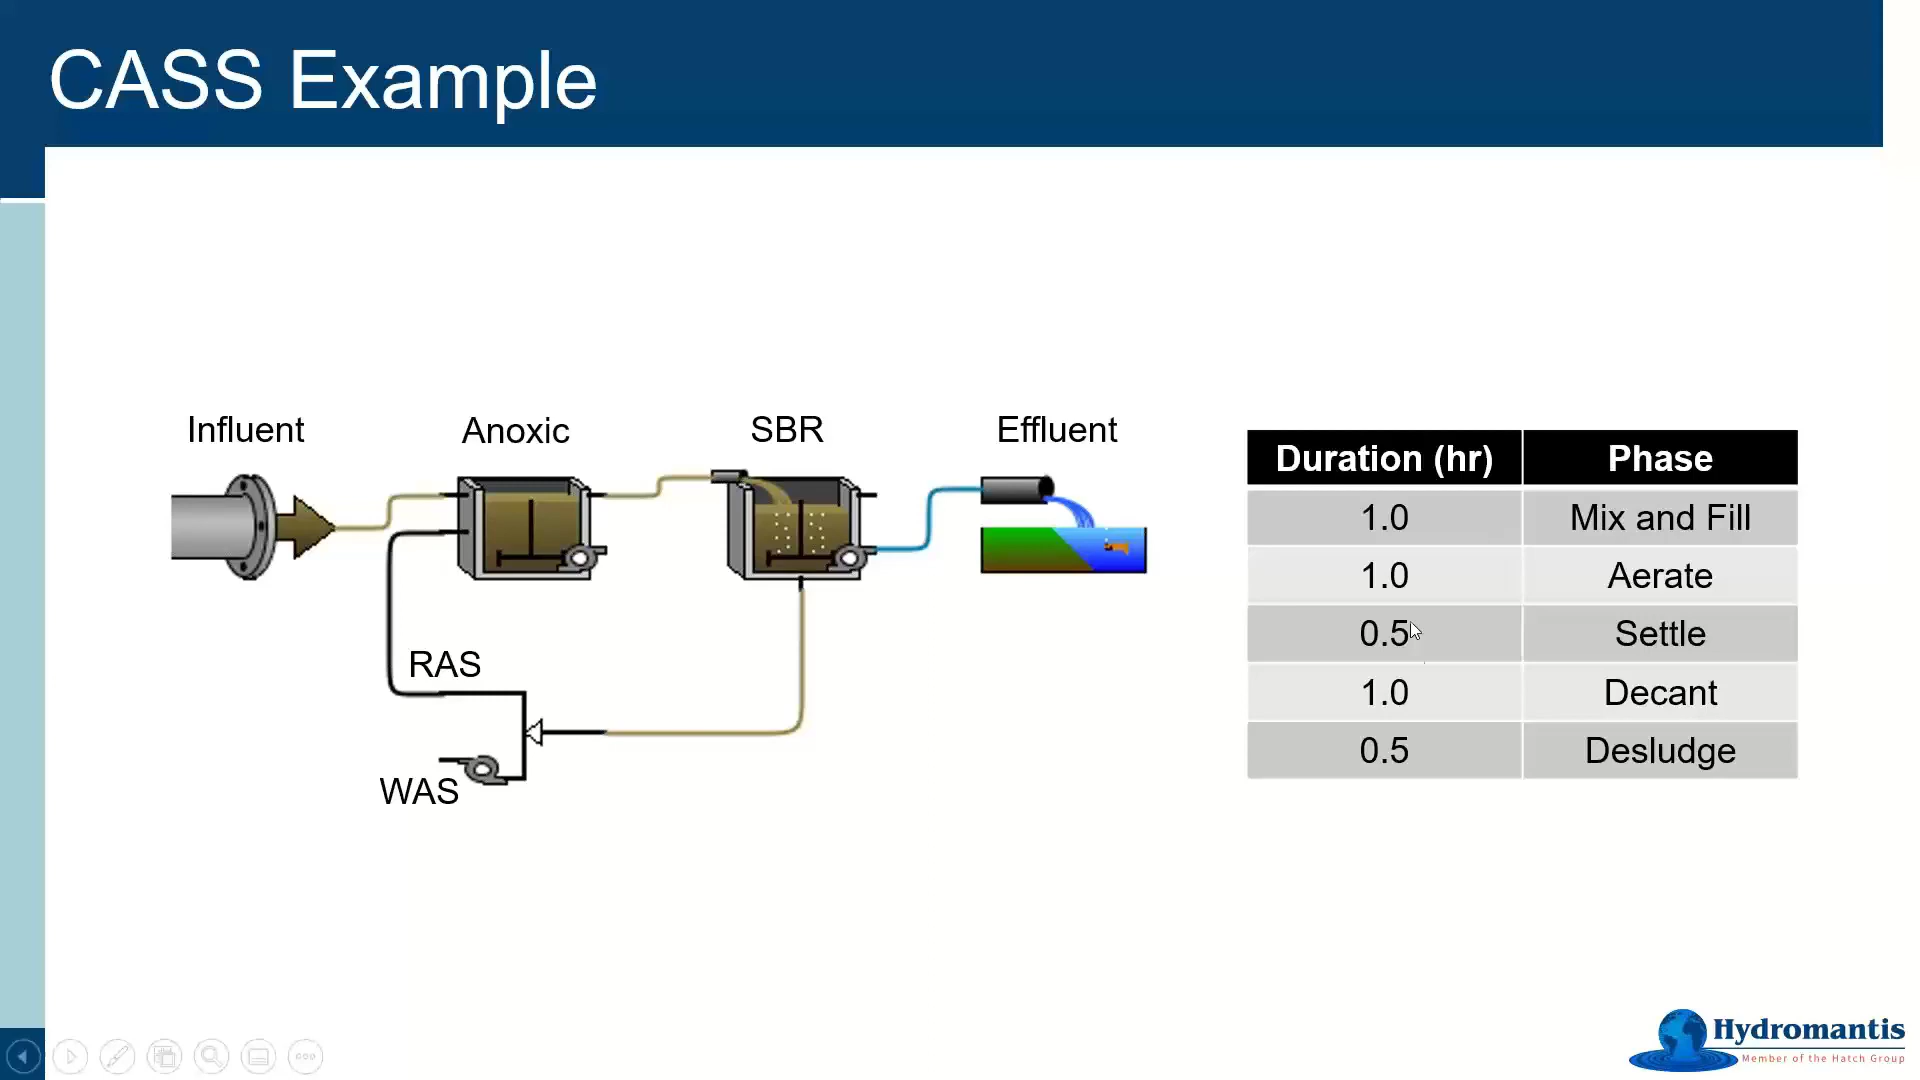 CASS Example
Influent
Anoxic
SBR
Effluent
RAS
WAS
Duration (hr) Phase
1.0 Mix and Fill
1.0 Aerate
0.5 Settle
1.0 Decant
0.5 Desludge
Hydromantis
Member of the Hatch Group